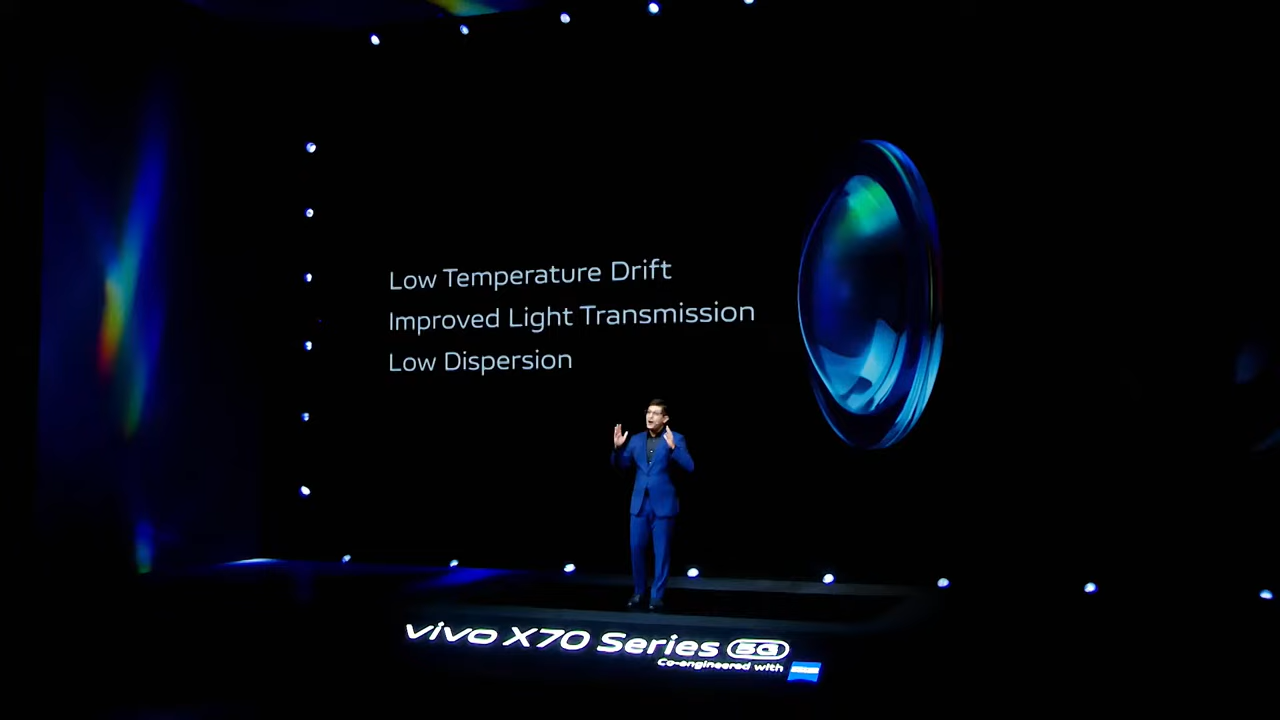 Low Temperature Drift
Improved Light Transmission
Low Dispersion
vivo X70 Series 5G
Co-engineered with